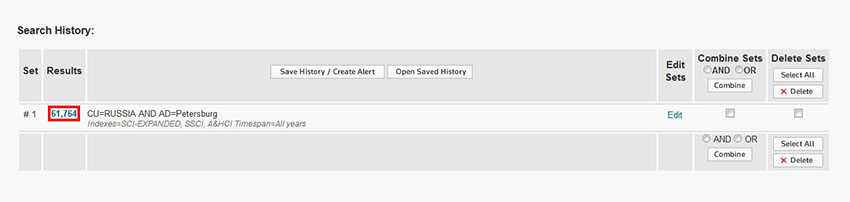 Search History:
Set Results Save History / Create Alert Open Saved History Edit Sets Combine Sets AND OR Combine Delete Sets Select All Delete
# 1 61,764 CU=RUSSIA AND AD=Petersburg Edit
Indexes=SCI-EXPANDED, SSCI, A&HCI Timespan=All years
AND OR Select All
Combine Delete